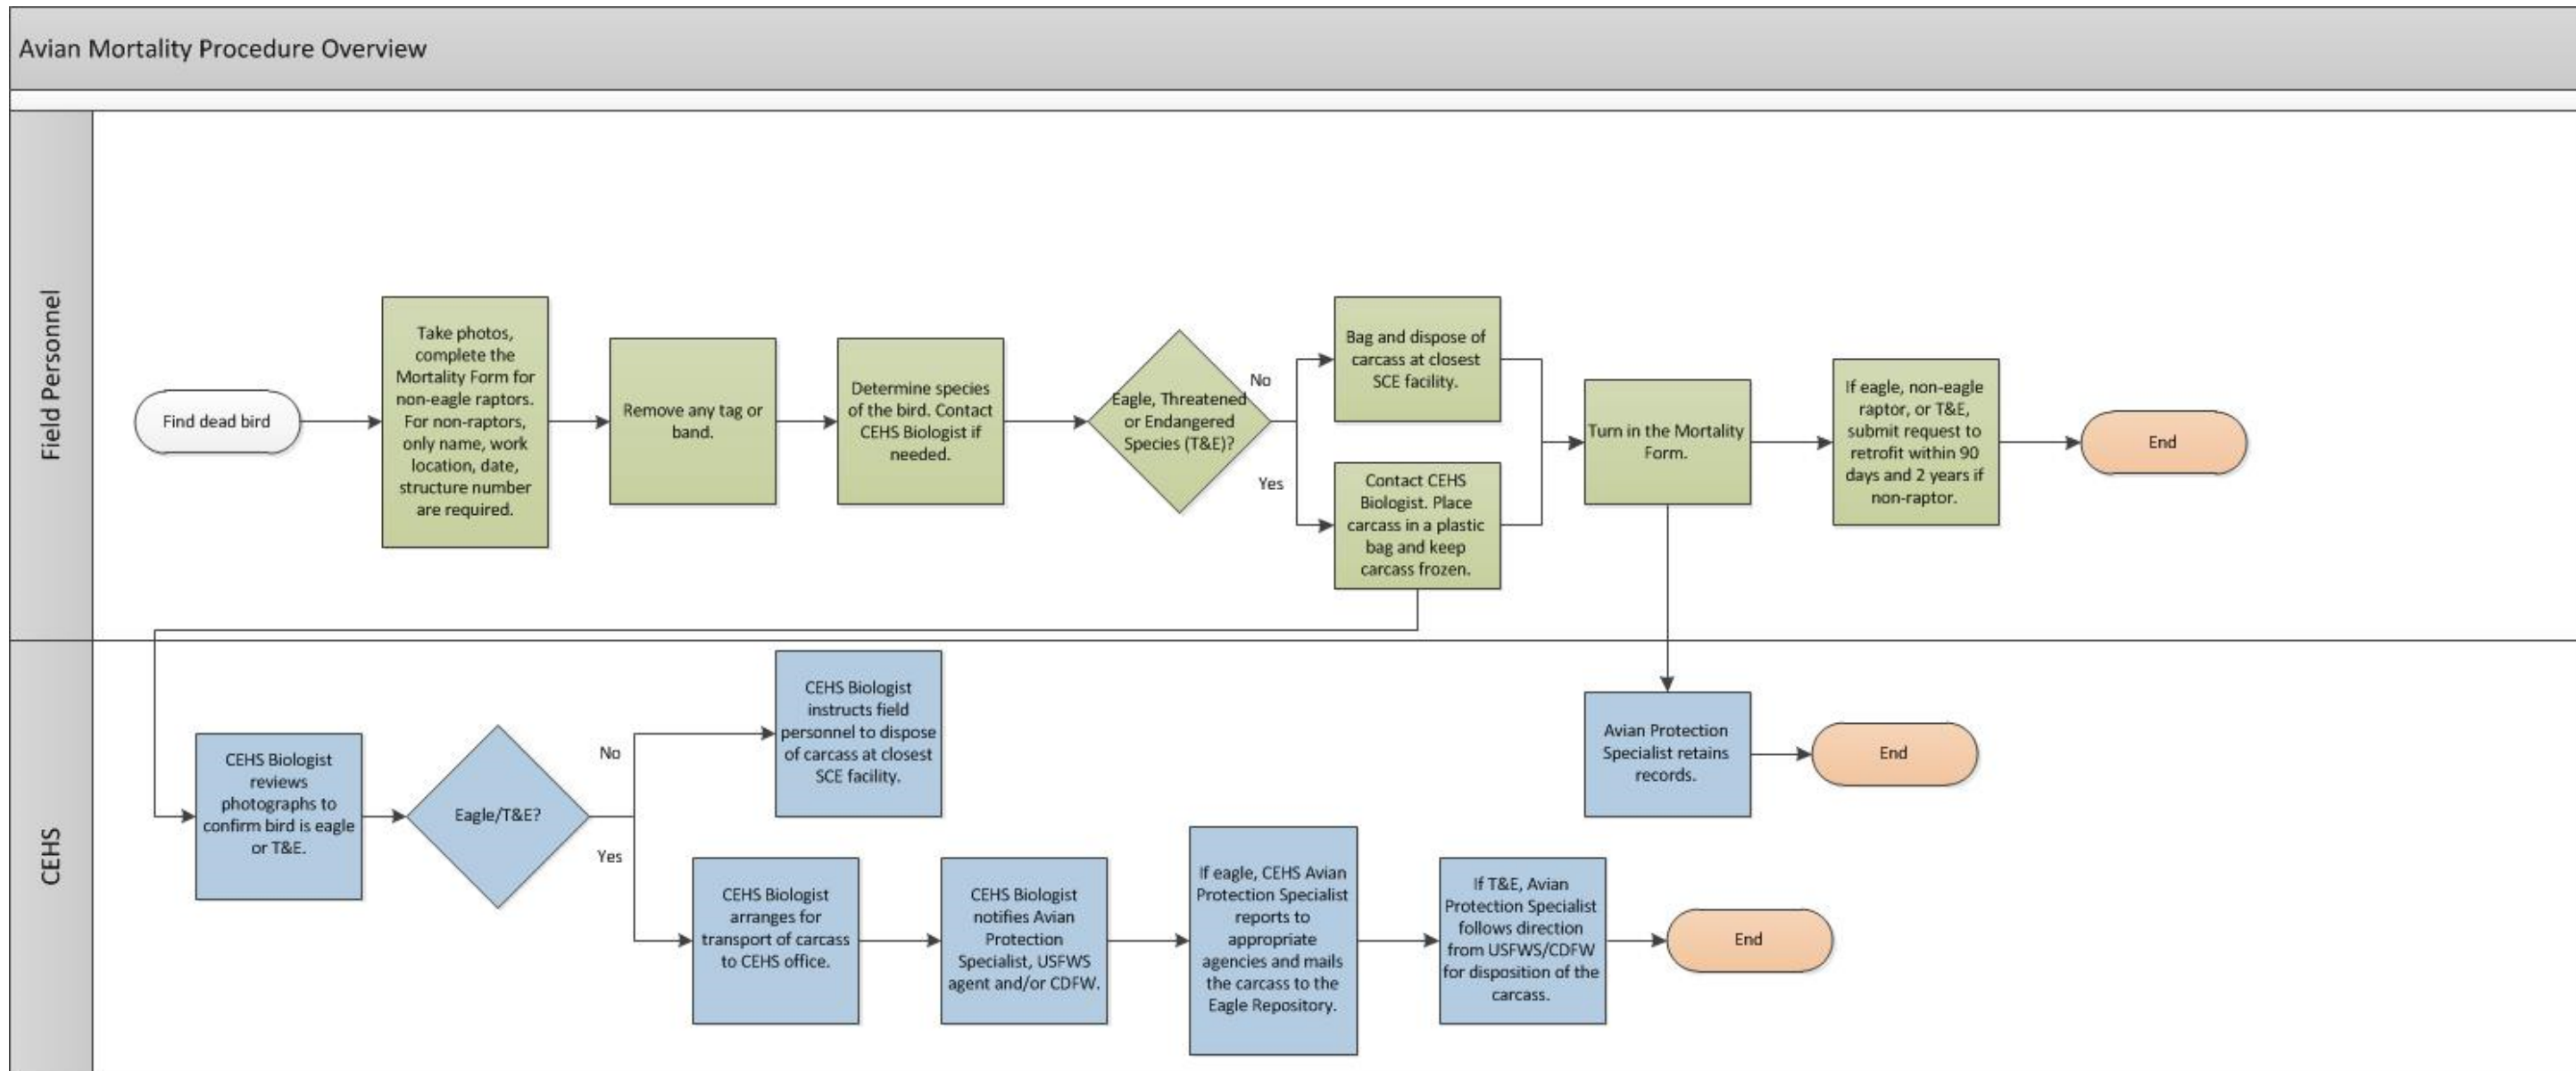 Avian Mortality Procedure Overview
Field Personnel
Find dead bird
Take photos,
complete the
Mortality Form for
non-eagle raptors.
For non-raptors,
only name, work
location, date,
structure number
are required.
Remove any tag or
band.
Determine species
of the bird. Contact
CEHS Biologist if
needed.
Eagle, Threatened
or Endangered
Species (T&E)?
No
Yes
Bag and dispose of
carcass at closest
SCE facility.
Contact CEHS
Biologist. Place
carcass in a plastic
bag and keep
carcass frozen.
Turn in the Mortality
Form.
If eagle, non-eagle
raptor, or T&E,
submit request to
retrofit within 90
days and 2 years if
non-raptor.
End
CEHS
CEHS Biologist
reviews
photographs to
confirm bird is eagle
or T&E.
Eagle/T&E?
No
Yes
CEHS Biologist
instructs field
personnel to dispose
of carcass at closest
SCE facility.
CEHS Biologist
arranges for
transport of carcass
to CEHS office.
CEHS Biologist
notifies Avian
Protection
Specialist, USFWS
agent and/or CDFW.
If eagle, CEHS Avian
Protection Specialist
reports to
appropriate
agencies and mails
the carcass to the
Eagle Repository.
If T&E, Avian
Protection Specialist
follows direction
from USFWS/CDFW
for disposition of the
carcass.
End
Avian Protection
Specialist retains
records.
End